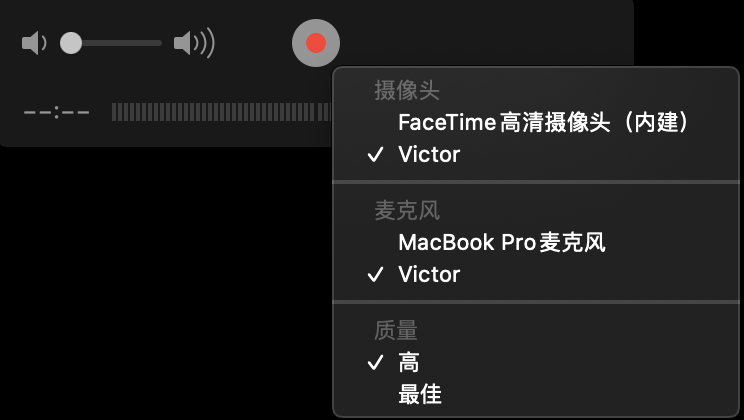 --:--
摄像头
FaceTime高清摄像头（内建）
✓ Victor
麦克风
MacBook Pro麦克风
✓ Victor
质量
✓ 高
最佳